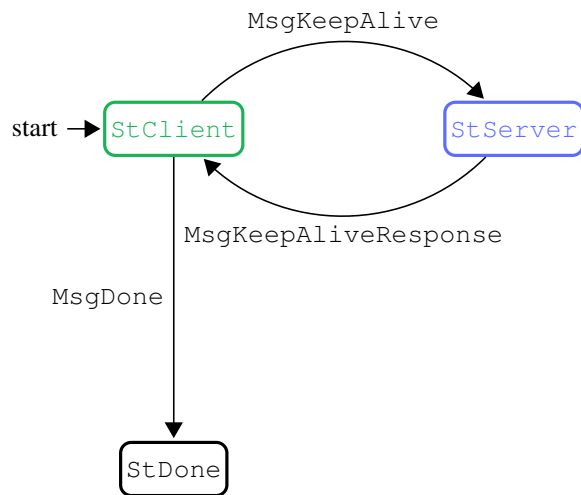 MsgKeepAlive
start
StClient
StServer
MsgKeepAliveResponse
MsgDone
StDone